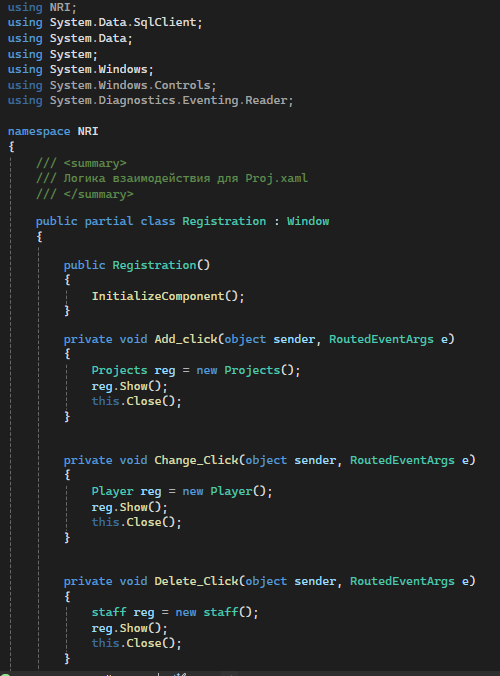 using NRI;
using System.Data.SqlClient;
using System.Data;
using System;
using System.Windows;
using System.Windows.Controls;
using System.Diagnostics.Eventing.Reader;
namespace NRI
{
/// <summary>
/// Логика взаимодействия для Proj.xaml
/// </summary>
public partial class Registration : Window
{
public Registration()
{
InitializeComponent();
}
private void Add_click(object sender, RoutedEventArgs e)
{
Projects reg = new Projects();
reg.Show();
this.Close();
}
private void Change_Click(object sender, RoutedEventArgs e)
{
Player reg = new Player();
reg.Show();
this.Close();
}
private void Delete_Click(object sender, RoutedEventArgs e)
{
staff reg = new staff();
reg.Show();
this.Close();
}